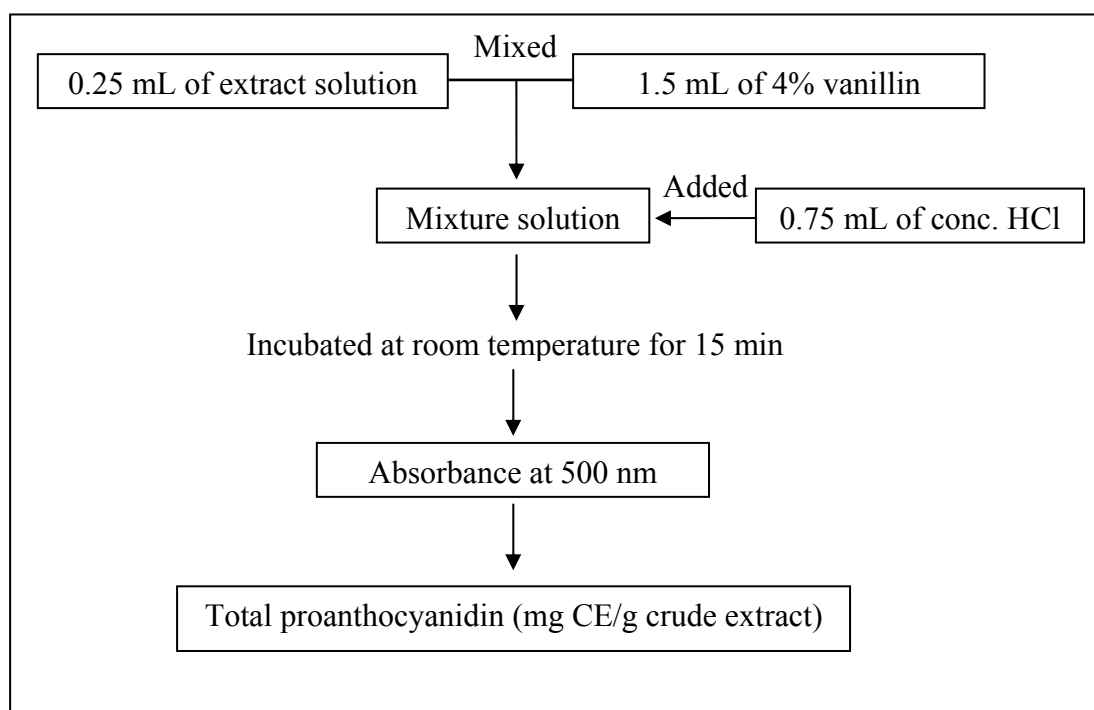 Mixed
0.25 mL of extract solution
1.5 mL of 4% vanillin
Mixture solution
Added
0.75 mL of conc. HCl
Incubated at room temperature for 15 min
Absorbance at 500 nm
Total proanthocyanidin (mg CE/g crude extract)